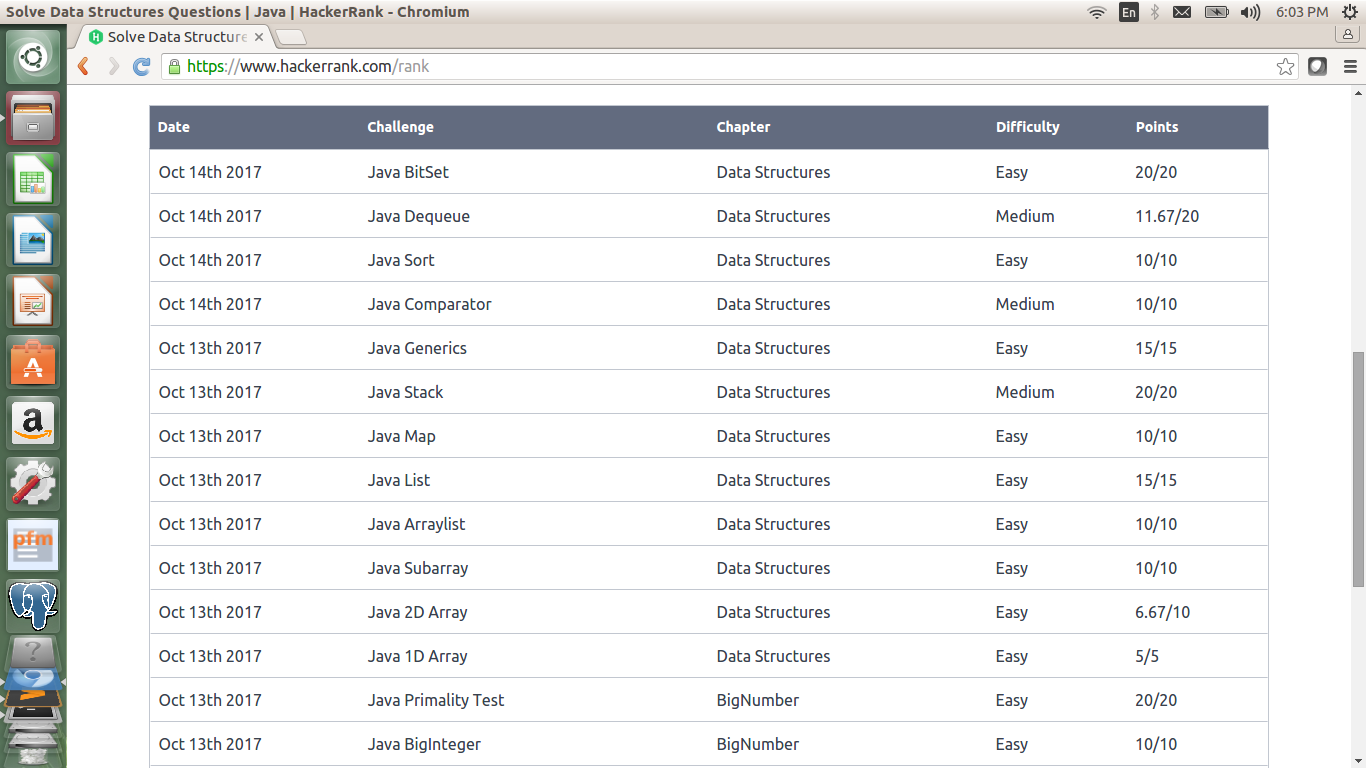 Solve Data Structures Questions | Java | HackerRank - Chromium En 6:03 PM
Solve Data Structure
https://www.hackerrank.com/rank
Date Challenge Chapter Difficulty Points
Oct 14th 2017 Java BitSet Data Structures Easy 20/20
Oct 14th 2017 Java Dequeue Data Structures Medium 11.67/20
Oct 14th 2017 Java Sort Data Structures Easy 10/10
Oct 14th 2017 Java Comparator Data Structures Medium 10/10
Oct 13th 2017 Java Generics Data Structures Easy 15/15
Oct 13th 2017 Java Stack Data Structures Medium 20/20
Oct 13th 2017 Java Map Data Structures Easy 10/10
Oct 13th 2017 Java List Data Structures Easy 15/15
Oct 13th 2017 Java Arraylist Data Structures Easy 10/10
Oct 13th 2017 Java Subarray Data Structures Easy 10/10
Oct 13th 2017 Java 2D Array Data Structures Easy 6.67/10
Oct 13th 2017 Java 1D Array Data Structures Easy 5/5
Oct 13th 2017 Java Primality Test BigNumber Easy 20/20
Oct 13th 2017 Java BigInteger BigNumber Easy 10/10
A
a
pfm
?